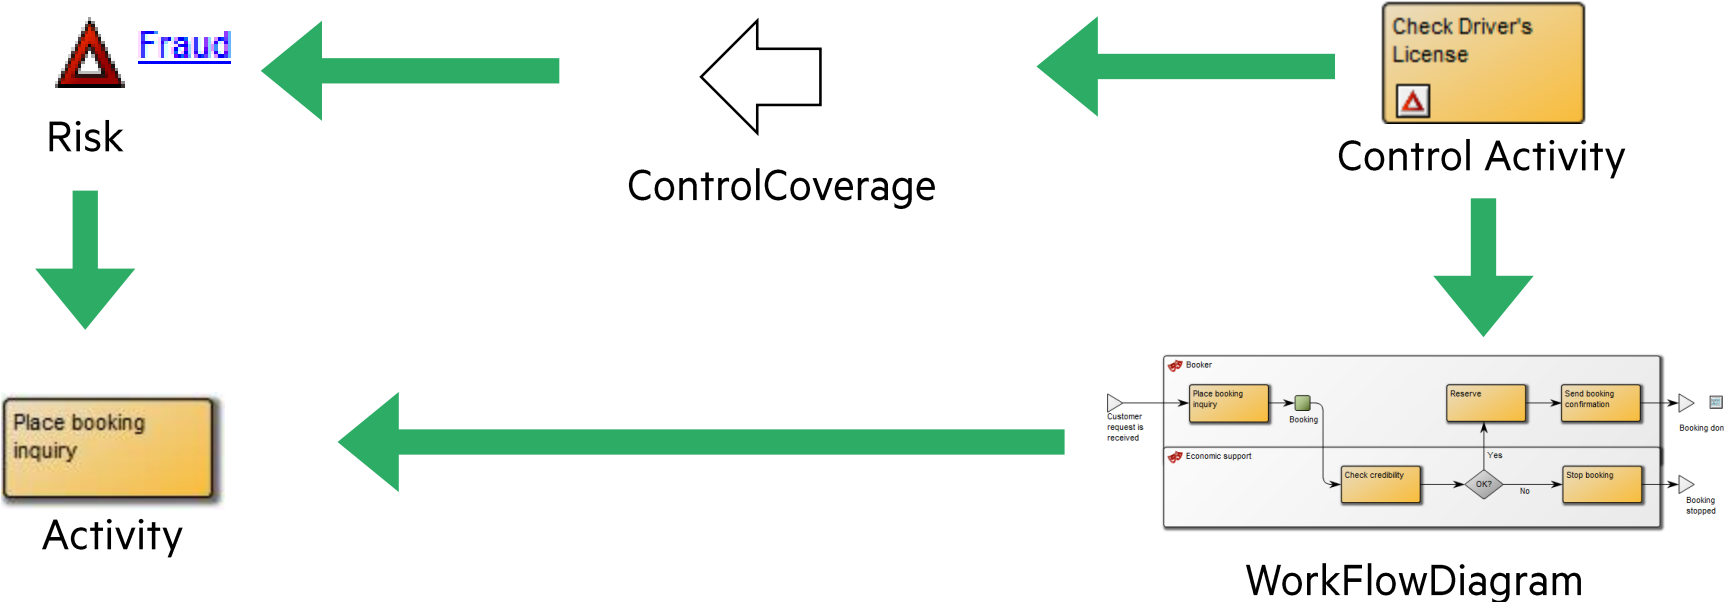 Fraud
Risk
ControlCoverage
Check Driver's
License
Control Activity
Place booking
inquiry
Activity
Booker
Customer
request is
received
Place booking
inquiry
Booking
Reserve
Send booking
confirmation
Booking don
Economic support
Check credibility
OK?
Yes
No
Stop booking
Booking
stopped
WorkFlowDiagram